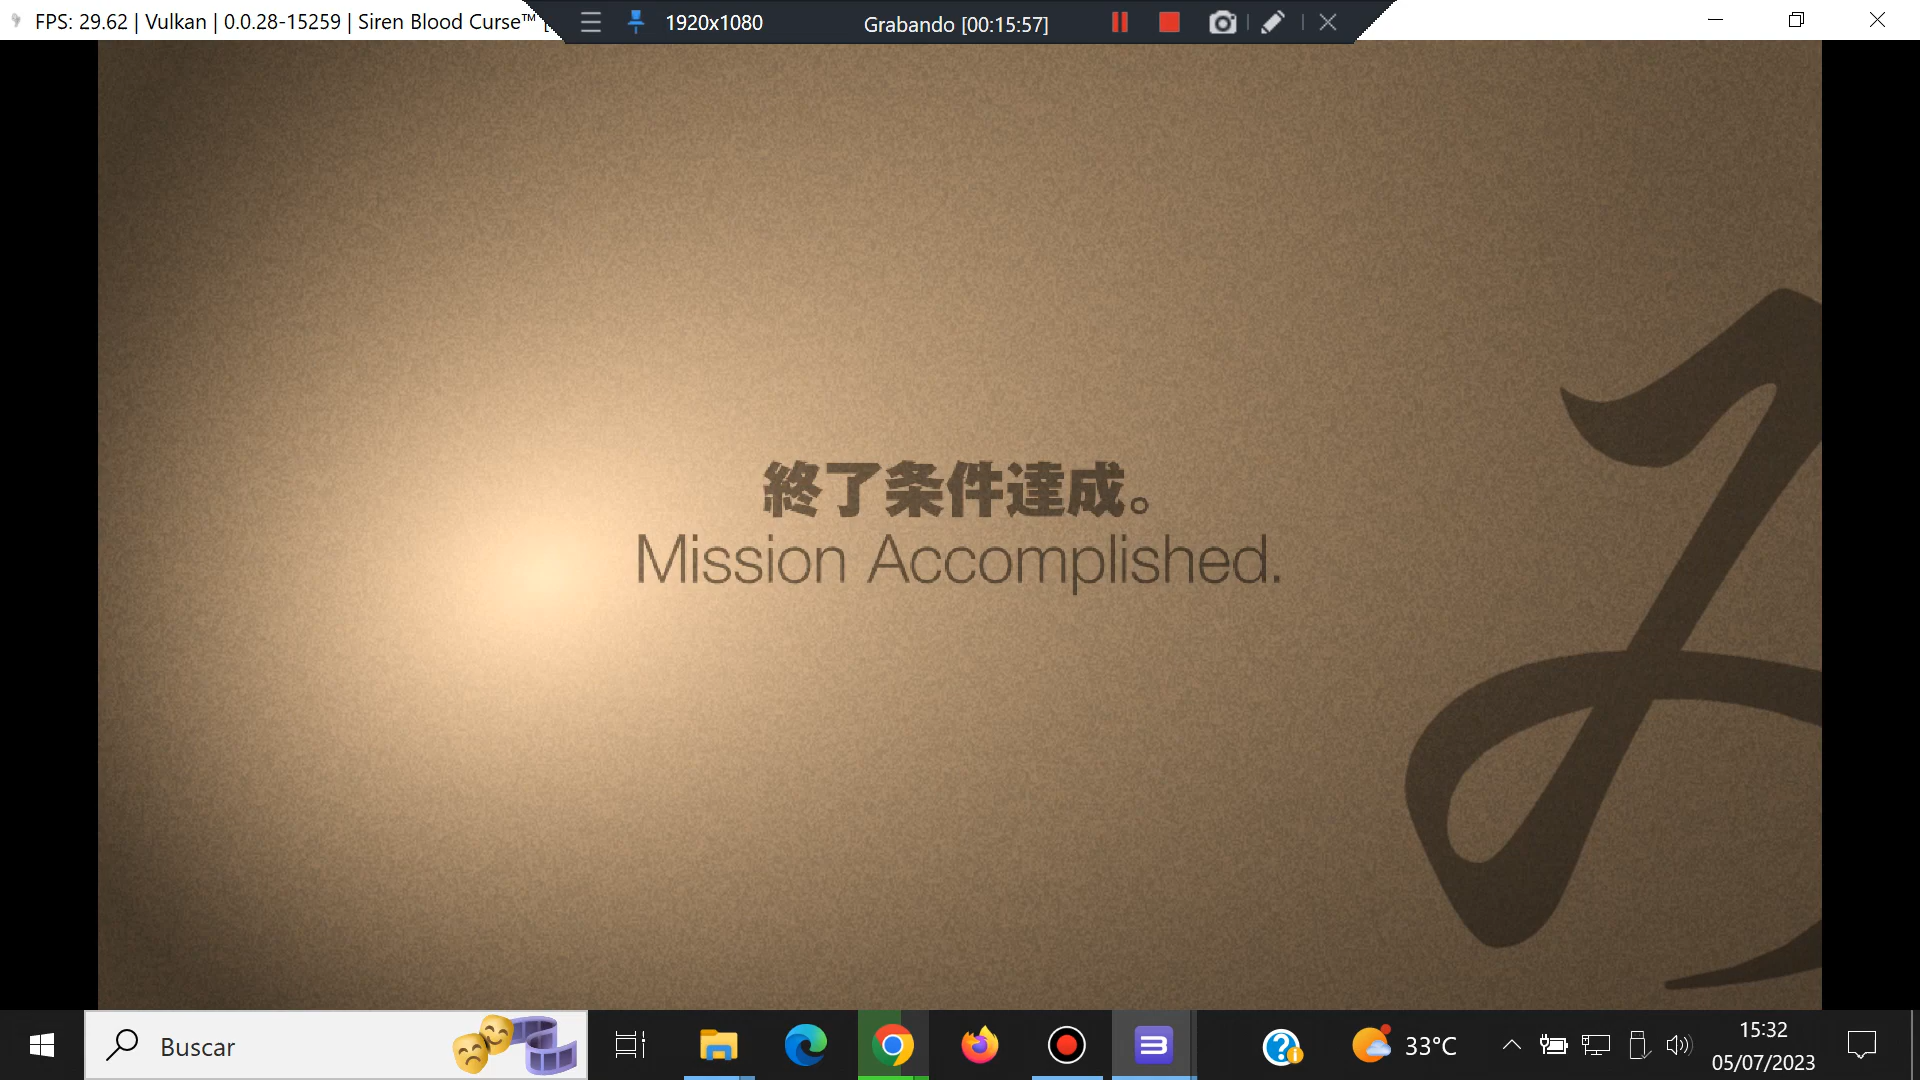 FPS: 29.62 | Vulkan | 0.0.28-15259 | Siren Blood Curse™ [
1920x1080
Grabando [00:15:57]
終了条件達成。
Mission Accomplished.
Buscar
33°C
15:32
05/07/2023